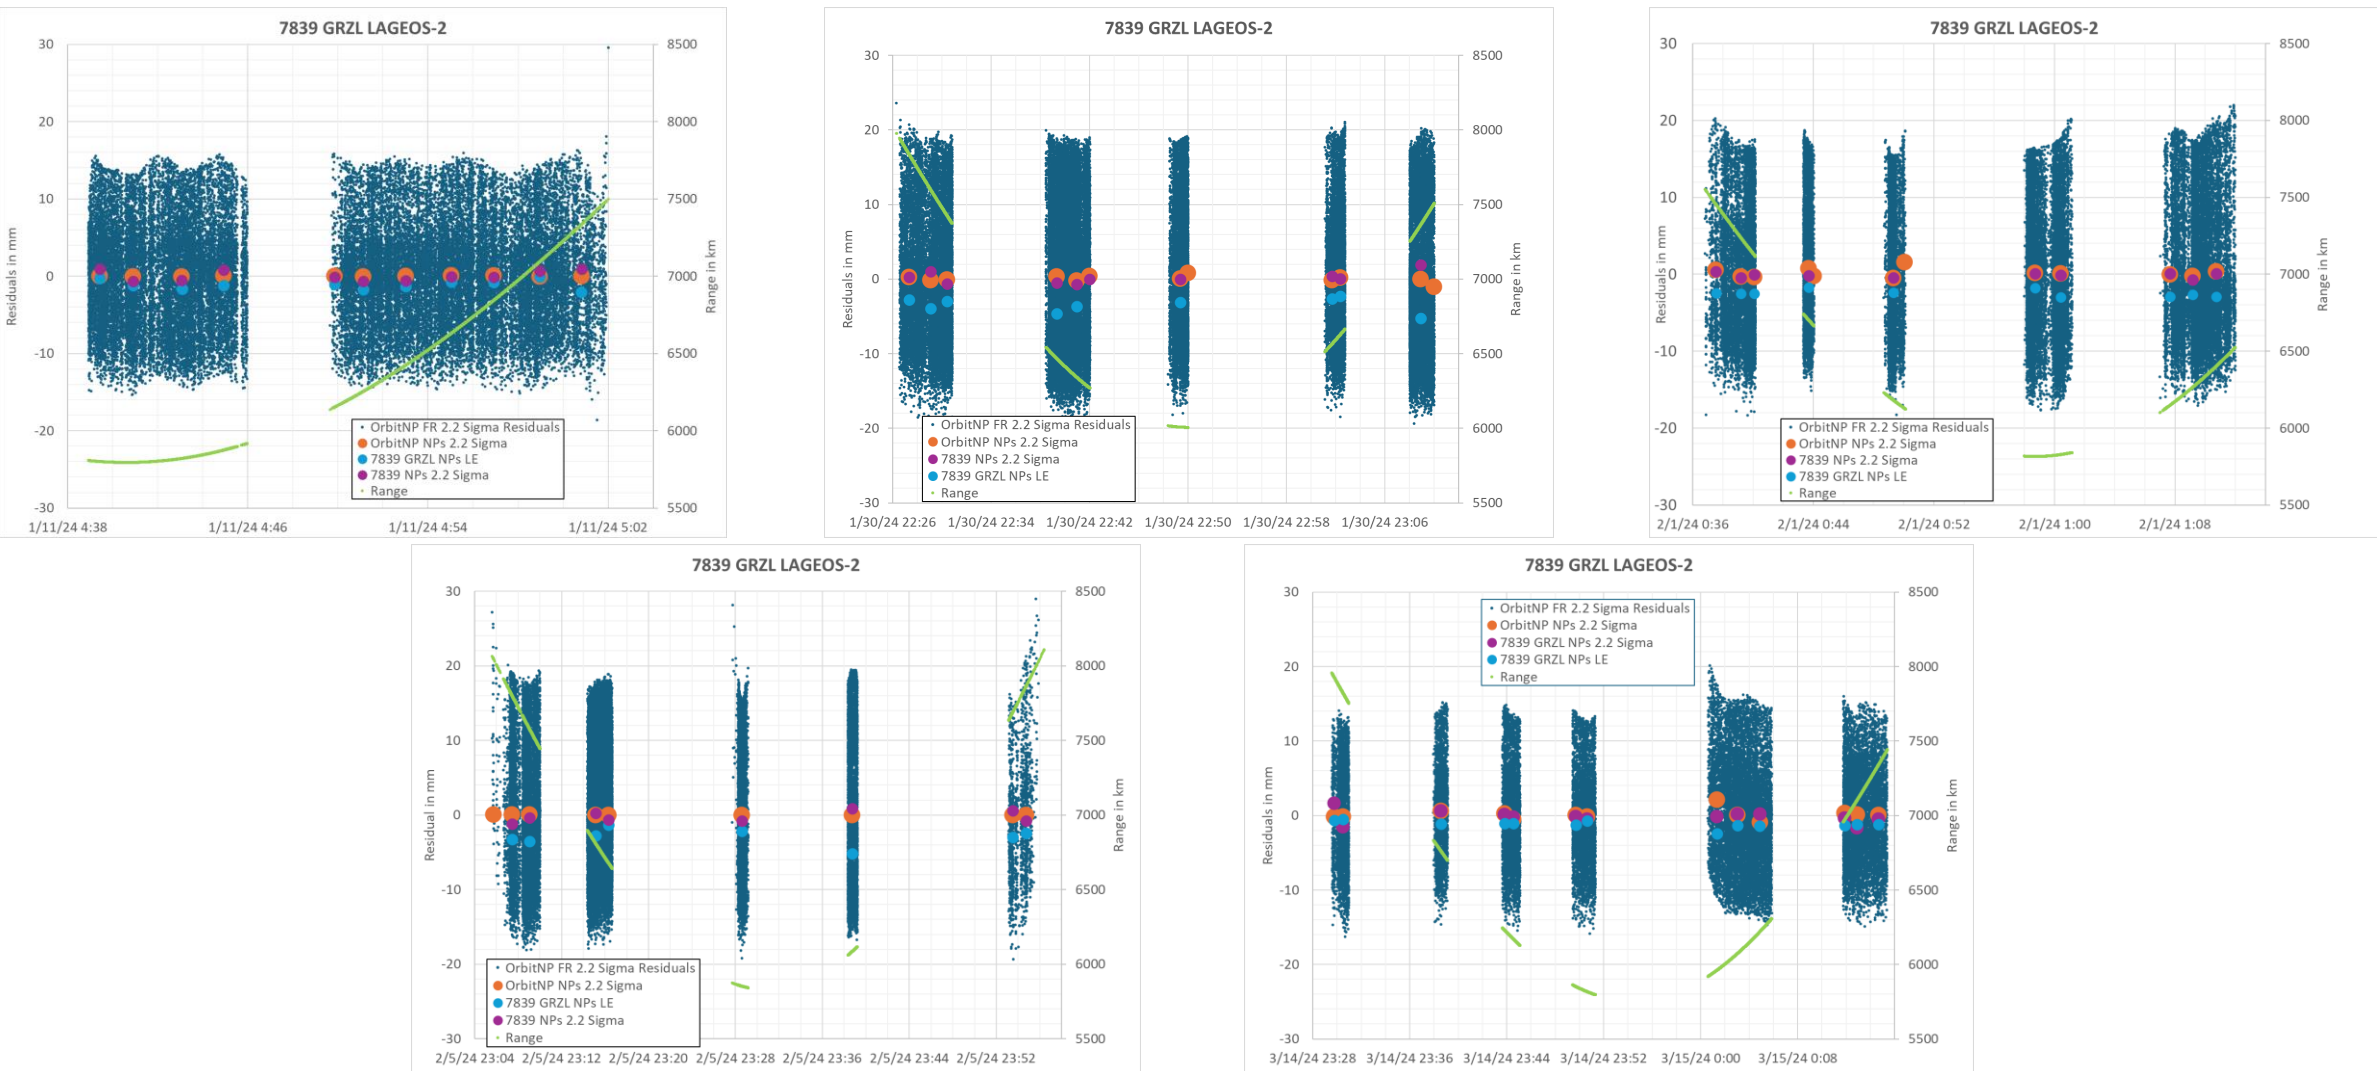 7839 GRZL LAGEOS-2
30
20
10
0
-10
-20
-30
Residuals in mm
8500
8000
7500
7000
6500
6000
5500
Range in km
OrbitNP FR 2.2 Sigma Residuals
OrbitNP NPs 2.2 Sigma
7839 GRZL NPs LE
7839 NPs 2.2 Sigma
Range
1/11/24 4:38 1/11/24 4:46 1/11/24 4:54 1/11/24 5:02
7839 GRZL LAGEOS-2
30
20
10
0
-10
-20
-30
Residuals in mm
8500
8000
7500
7000
6500
6000
5500
Range in km
OrbitNP FR 2.2 Sigma Residuals
OrbitNP NPs 2.2 Sigma
7839 NPs 2.2 Sigma
7839 GRZL NPs LE
Range
1/30/24 22:26 1/30/24 22:34 1/30/24 22:42 1/30/24 22:50 1/30/24 22:58 1/30/24 23:06
7839 GRZL LAGEOS-2
30
20
10
0
-10
-20
-30
Residuals in mm
8500
8000
7500
7000
6500
6000
5500
Range in km
OrbitNP FR 2.2 Sigma Residuals
OrbitNP NPs 2.2 Sigma
7839 NPs 2.2 Sigma
7839 GRZL NPs LE
Range
2/1/24 0:36 2/1/24 0:44 2/1/24 0:52 2/1/24 1:00 2/1/24 1:08
7839 GRZL LAGEOS-2
30
20
10
0
-10
-20
-30
Residual in mm
8500
8000
7500
7000
6500
6000
5500
Range in km
OrbitNP FR 2.2 Sigma Residuals
OrbitNP NPs 2.2 Sigma
7839 GRZL NPs LE
7839 NPs 2.2 Sigma
Range
2/5/24 23:04 2/5/24 23:12 2/5/24 23:20 2/5/24 23:28 2/5/24 23:36 2/5/24 23:44 2/5/24 23:52
7839 GRZL LAGEOS-2
30
20
10
0
-10
-20
-30
Residuals in mm
8500
8000
7500
7000
6500
6000
5500
Range in km
OrbitNP FR 2.2 Sigma Residuals
OrbitNP NPs 2.2 Sigma
7839 GRZL NPs 2.2 Sigma
7839 GRZL NPs LE
Range
3/14/24 23:28 3/14/24 23:36 3/14/24 23:44 3/14/24 23:52 3/15/24 0:00 3/15/24 0:08